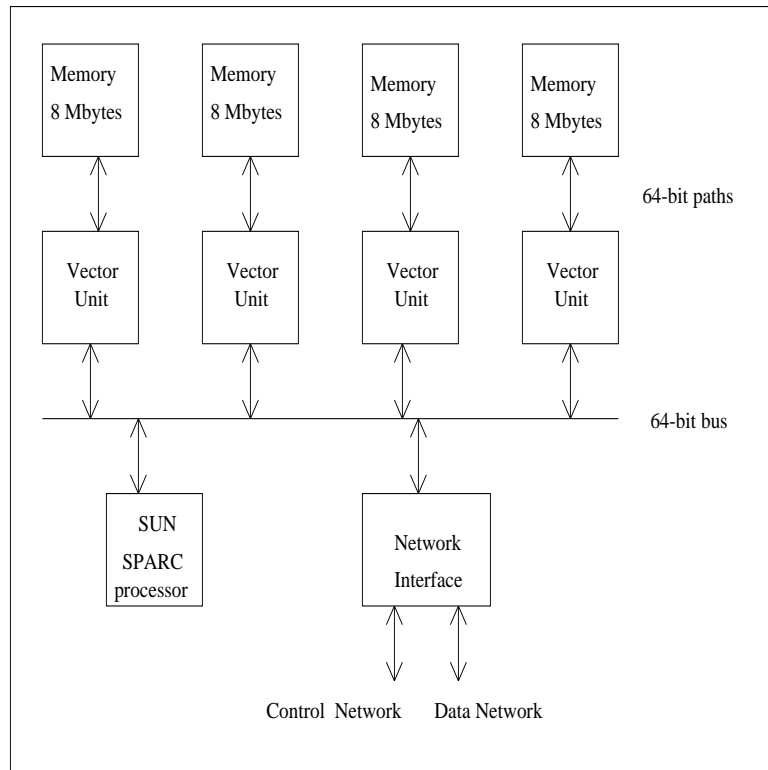 Memory
8 Mbytes
Memory
8 Mbytes
Memory
8 Mbytes
Memory
8 Mbytes
64-bit paths
Vector
Unit
Vector
Unit
Vector
Unit
Vector
Unit
64-bit bus
SUN
SPARC
processor
Network
Interface
Control Network
Data Network